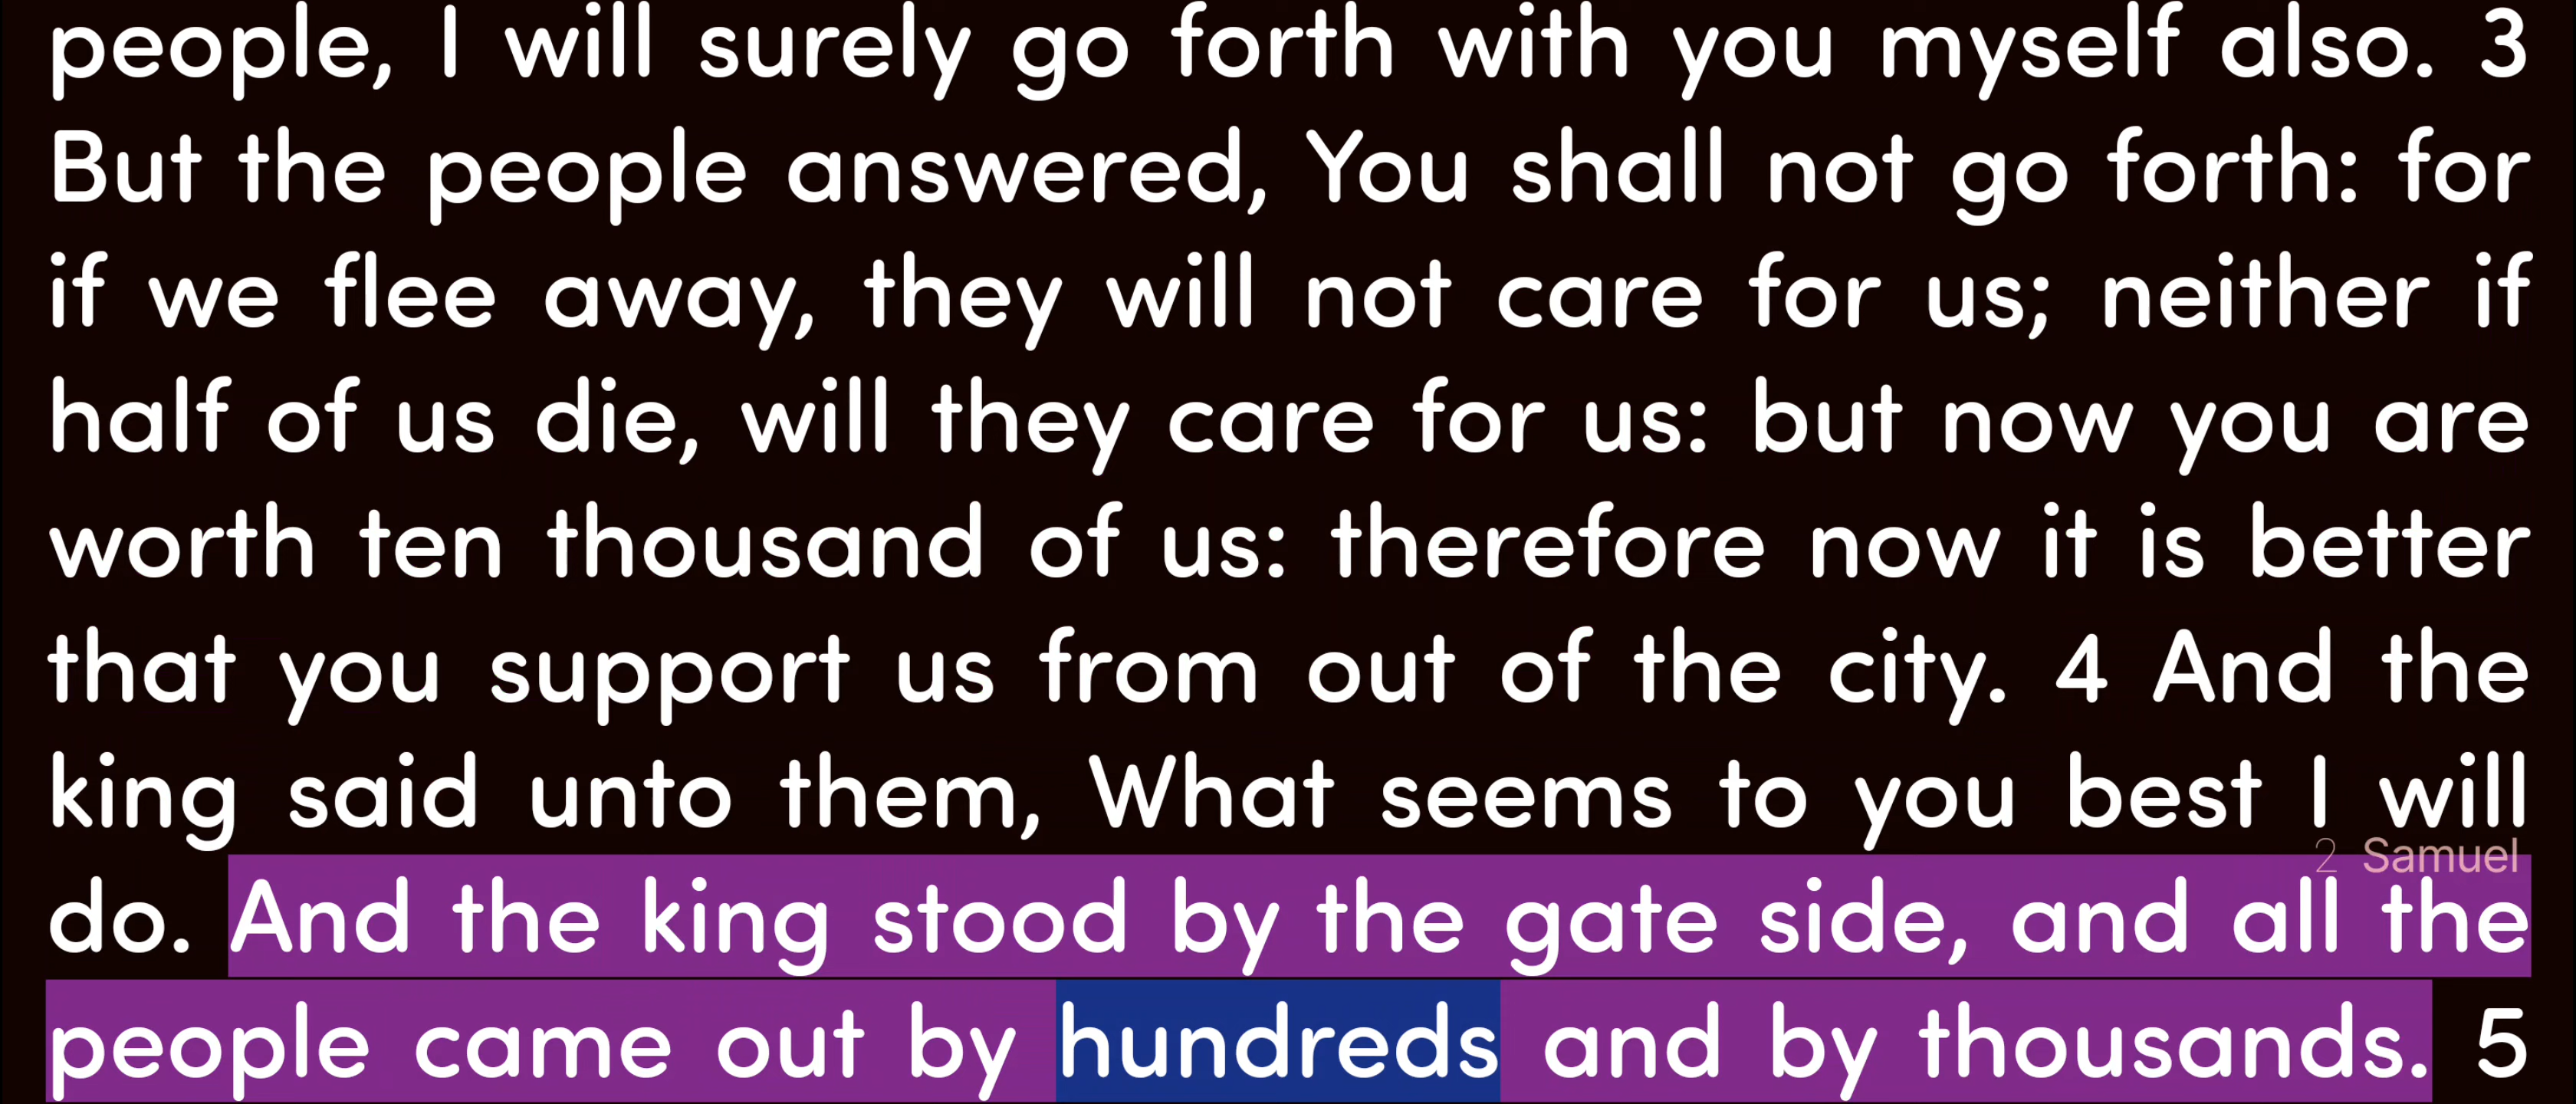 people, I will surely go forth with you myself also. 3
But the people answered, You shall not go forth: for
if we flee away, they will not care for us; neither if
half of us die, will they care for us: but now you are
worth ten thousand of us: therefore now it is better
that you support us from out of the city. 4 And the
king said unto them, What seems to you best I will
2 Samuel
do. And the king stood by the gate side, and all the
people came out by hundreds and by thousands. 5